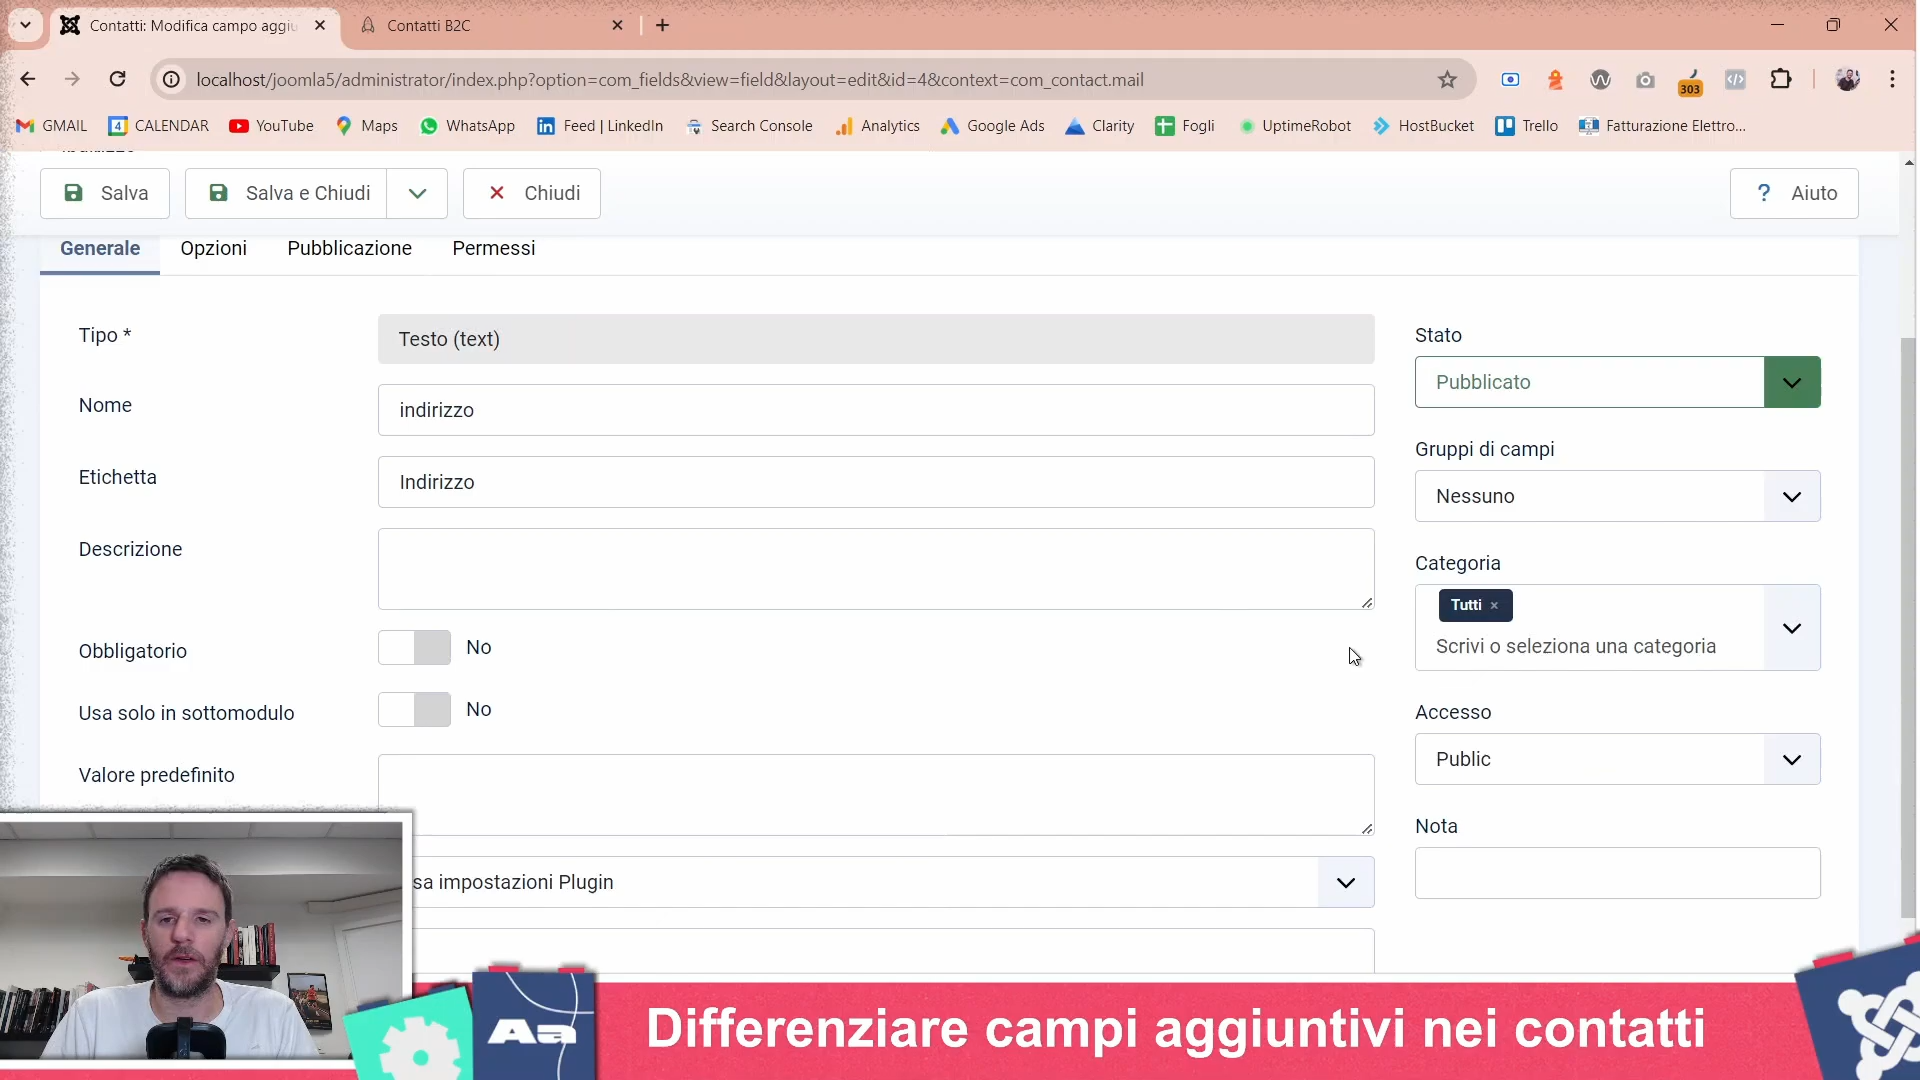 Contatti: Modifica campo aggiu
Contatti B2C
localhost/joomla5/administrator/index.php?option=com_fields&view=field&layout=edit&id=4&context=com_contact.mail
303
GMAIL
4 CALENDAR
YouTube
Maps
WhatsApp
Feed | LinkedIn
Search Console
Analytics
Google Ads
Clarity
Fogli
UptimeRobot
HostBucket
Trello
Fatturazione Elettro...
Salva
Salva e Chiudi
Chiudi
? Aiuto
Generale
Opzioni
Pubblicazione
Permessi
Tipo *
Testo (text)
Nome
indirizzo
Etichetta
Indirizzo
Descrizione
Obbligatorio
No
Usa solo in sottomodulo
No
Valore predefinito
sa impostazioni Plugin
Stato
Pubblicato
Gruppi di campi
Nessuno
Categoria
Tutti ×
Scrivi o seleziona una categoria
Accesso
Public
Nota
Aa
Differenziare campi aggiuntivi nei contatti